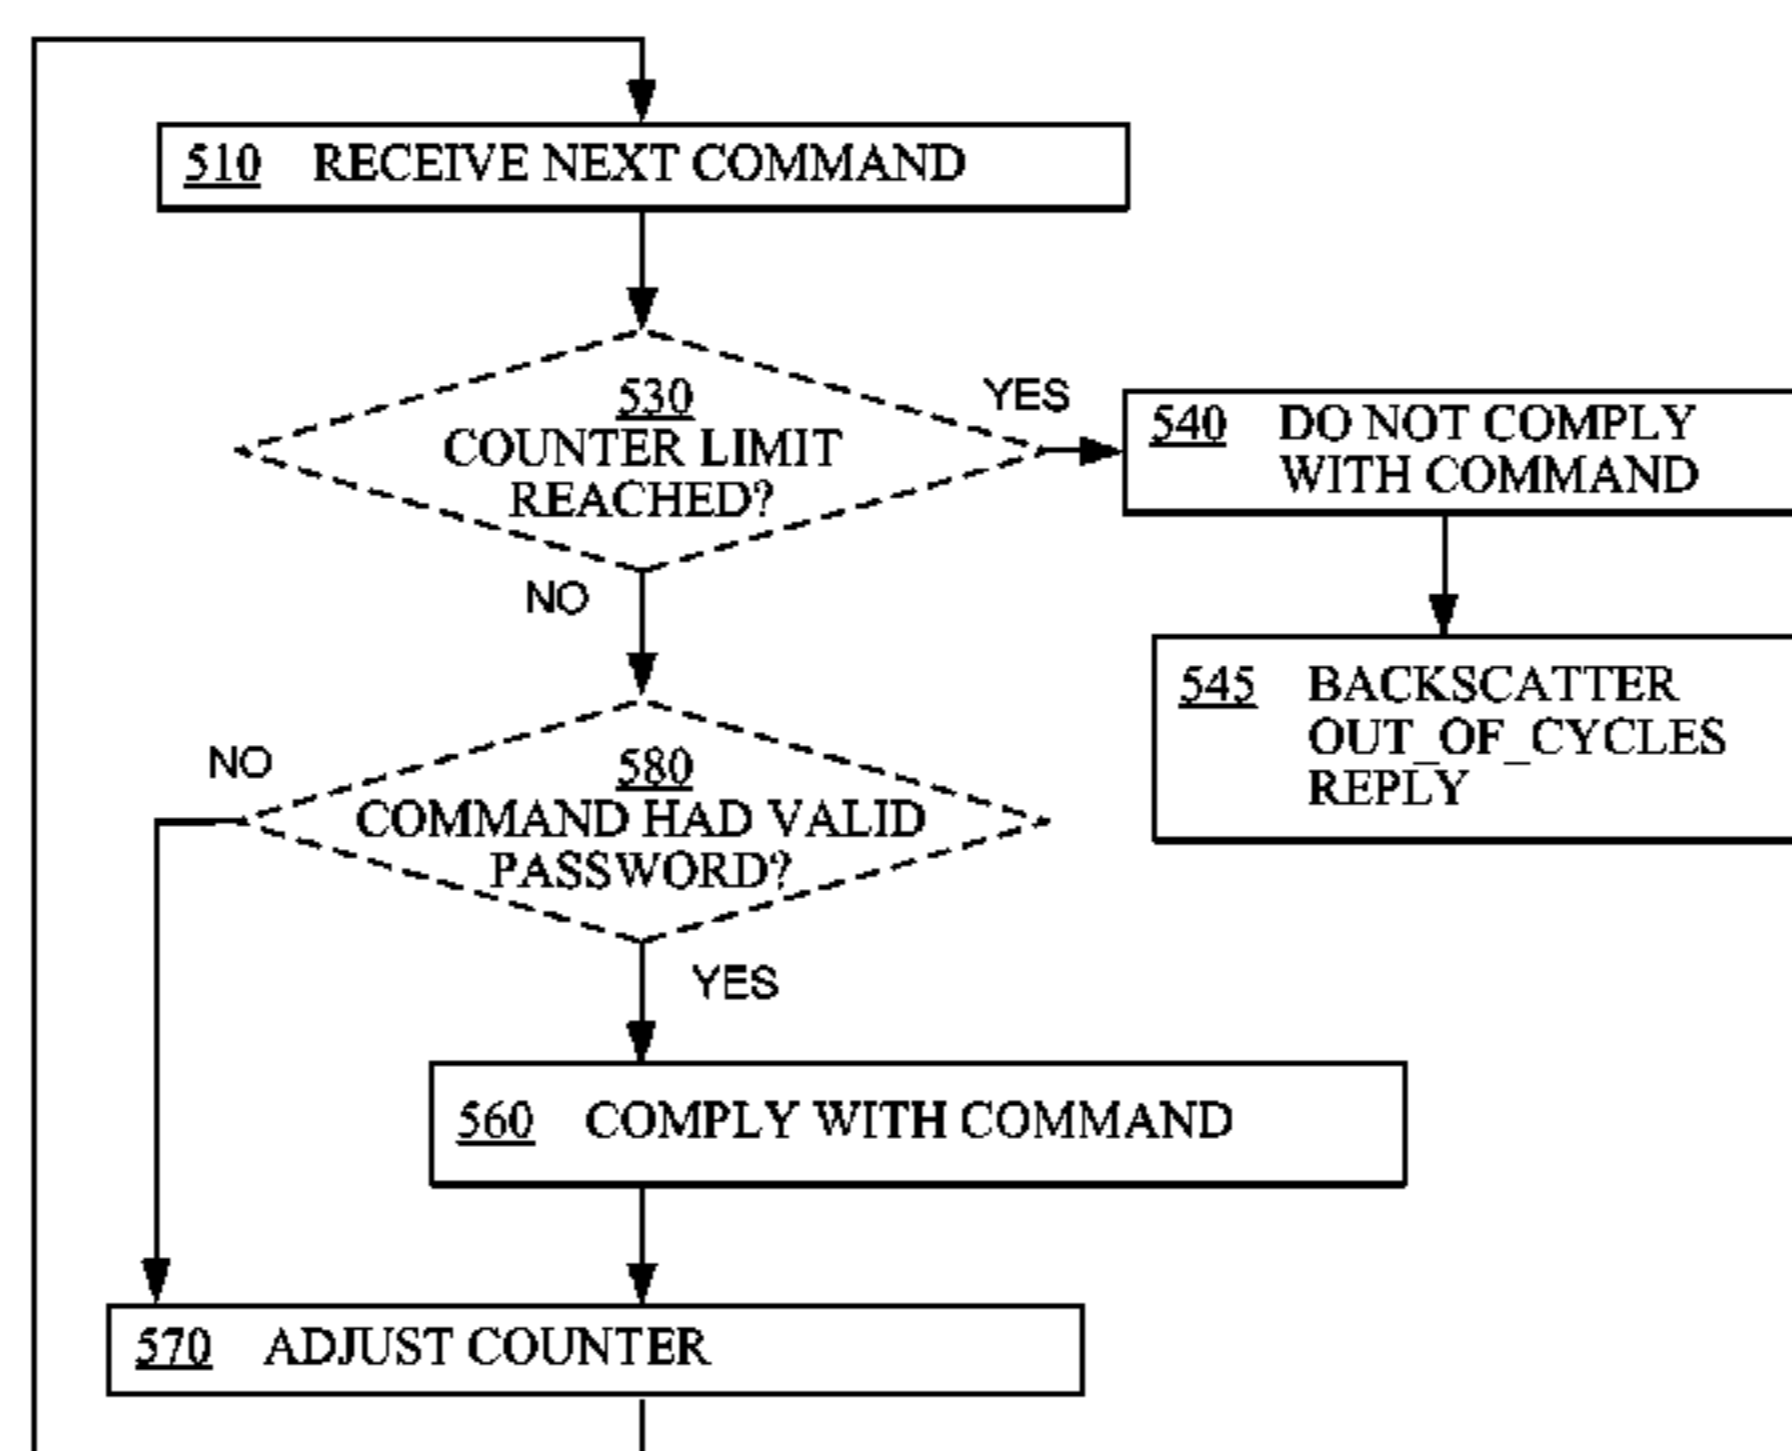 510 RECEIVE NEXT COMMAND
530
COUNTER LIMIT
REACHED?
YES
540 DO NOT COMPLY
WITH COMMAND
NO
545 BACKSCATTER
OUT_OF_CYCLES
REPLY
NO
580
COMMAND HAD VALID
PASSWORD?
YES
560 COMPLY WITH COMMAND
570 ADJUST COUNTER